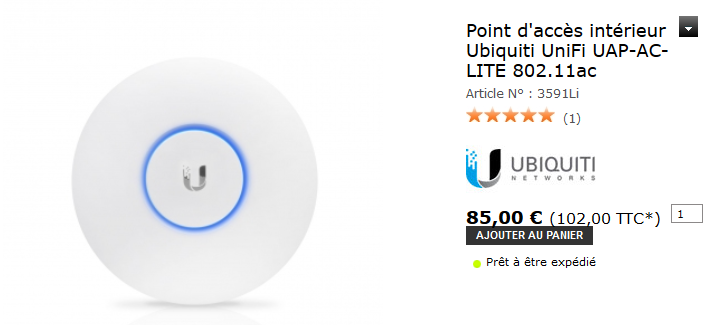 Point d'accès intérieur
Ubiquiti UniFi UAP-AC-
LITE 802.11ac
Article N° : 3591Li
(1)
UBIQUITI
NETWORKS
85,00 € (102,00 TTC*) 1
AJOUTER AU PANIER
Prêt à être expédié